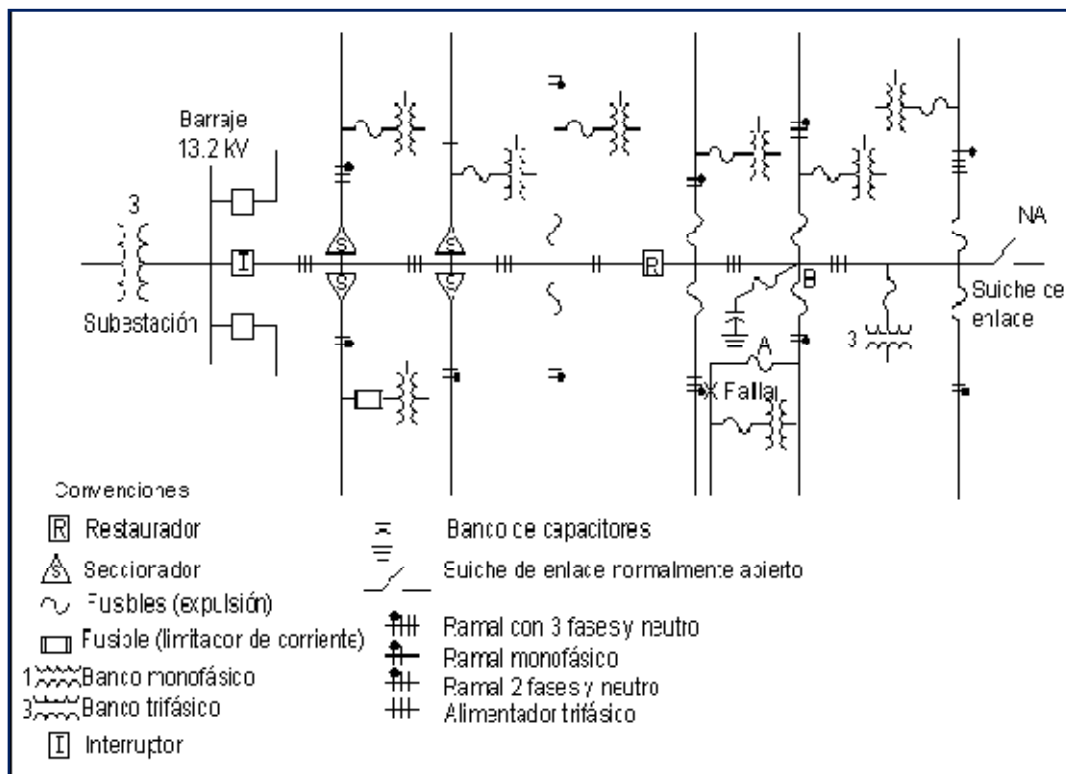 Barraje
13.2 KV
3
Subestación
I
S
S
S
S
R
B
A
X Falla
3
NA
Suiche de
enlace
Convenciones
R Restaurador
S Seccionador
Fusibles (expulsión)
Fusible (limitador de corriente)
1 Banco monofásico
3 Banco trifásico
I Interruptor
Banco de capacitores
Suiche de enlace normalmente abierto
Ramal con 3 fases y neutro
Ramal monofásico
Ramal 2 fases y neutro
Alimentador trifásico